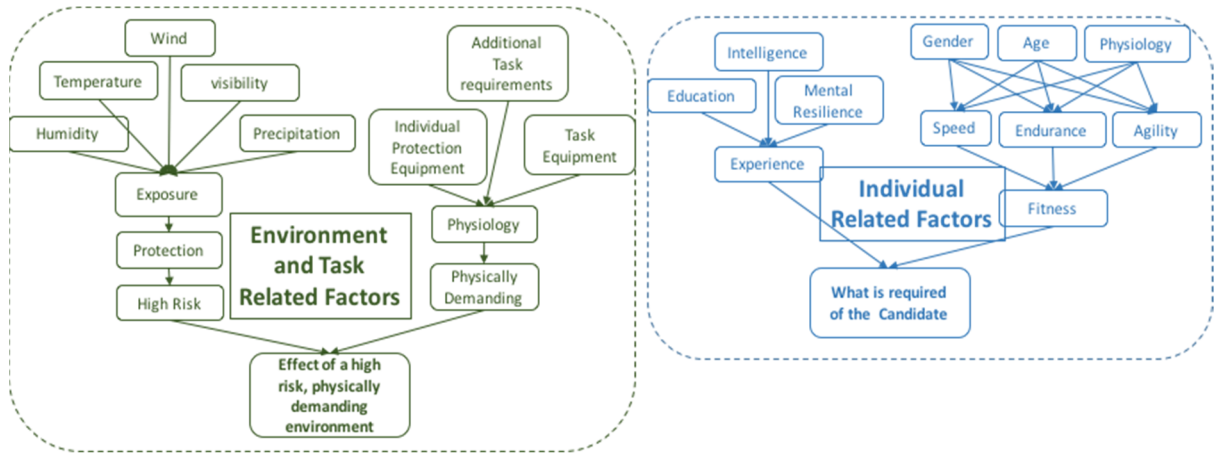 Wind
Temperature
visibility
Humidity
Precipitation
Exposure
Protection
High Risk
Additional
Task
requirements
Individual
Protection
Equipment
Task
Equipment
Physiology
Physically
Demanding
Environment
and Task
Related Factors
Effect of a high
risk, physically
demanding
environment
Intelligence
Education
Mental
Resilience
Experience
Gender
Age
Physiology
Speed
Endurance
Agility
Fitness
Individual
Related Factors
What is required
of the Candidate